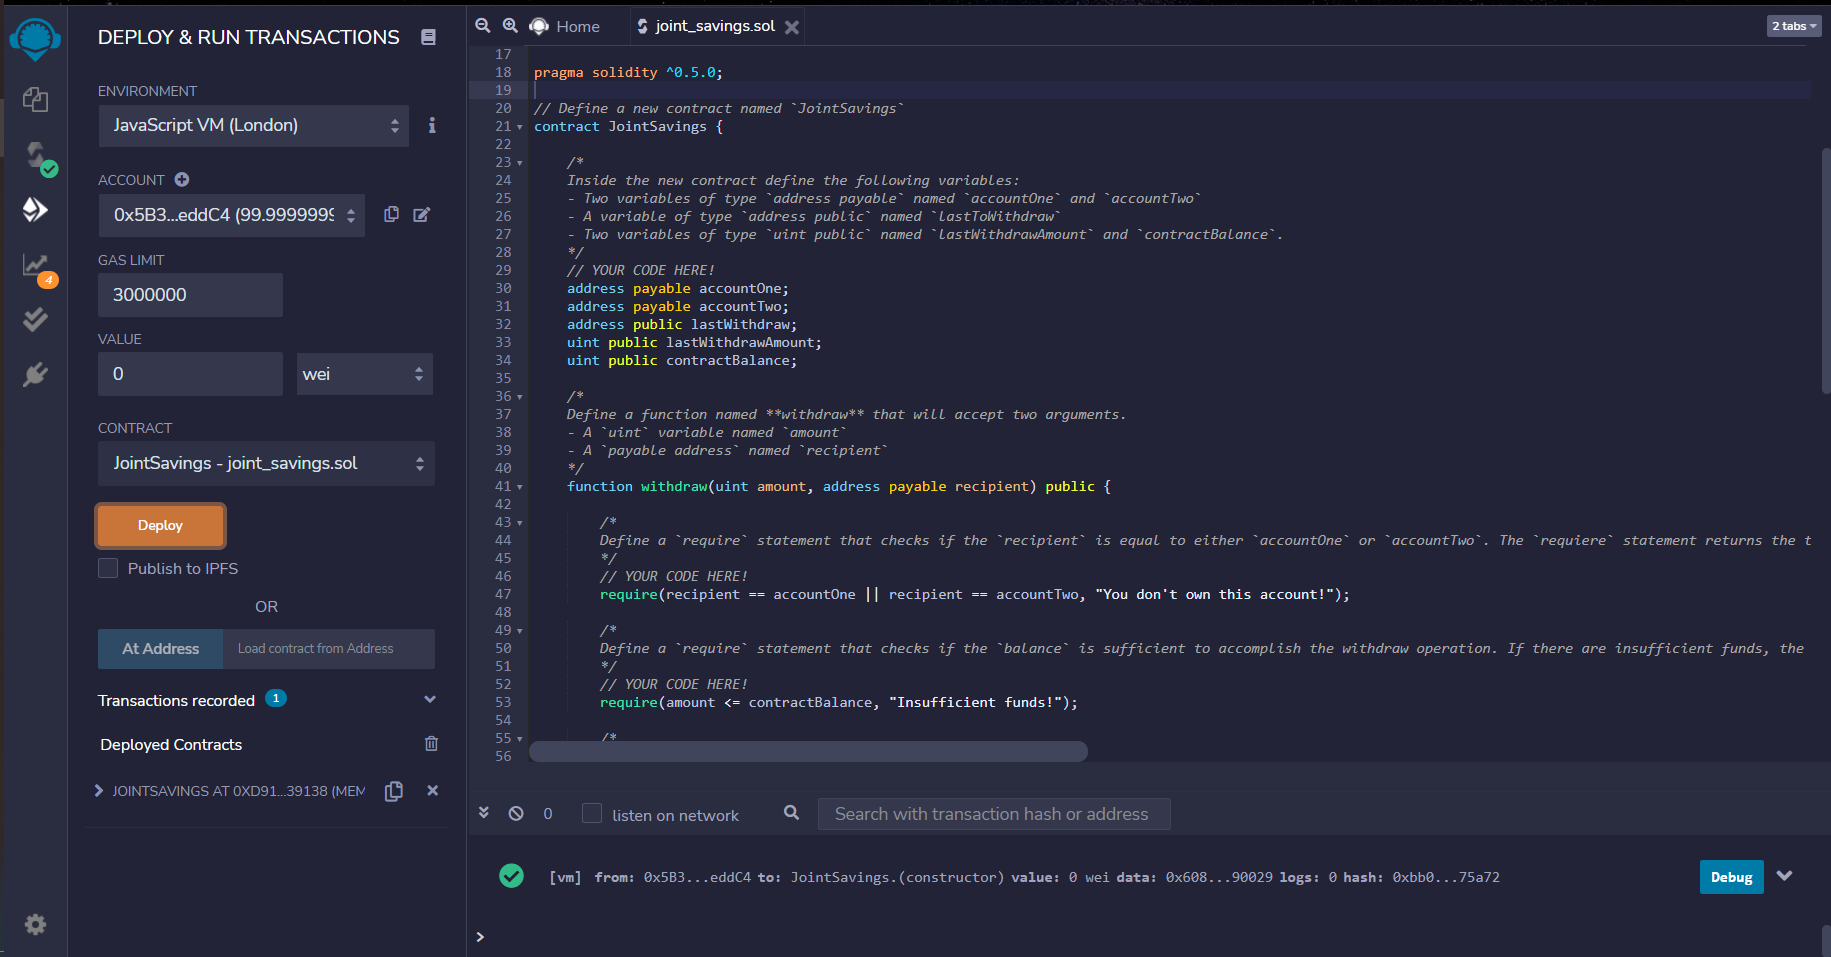 DEPLOY & RUN TRANSACTIONS
ENVIRONMENT
JavaScript VM (London)
ACCOUNT
0x5B3...eddC4 (99.9999999
GAS LIMIT
3000000
VALUE
0
wei
CONTRACT
JointSavings - joint_savings.sol
Deploy
Publish to IPFS
OR
At Address
Load contract from Address
Transactions recorded 1
Deployed Contracts
JOINTSAVINGS AT 0XD91...39138 (MEM
4
Home
joint_savings.sol
2 tabs
17
18 pragma solidity ^0.5.0;
19
20 // Define a new contract named `JointSavings`
21 contract JointSavings {
22
23 /*
24 Inside the new contract define the following variables:
25 - Two variables of type `address payable` named `accountOne` and `accountTwo`
26 - A variable of type `address public` named `lastToWithdraw`
27 - Two variables of type `uint public` named `lastWithdrawAmount` and `contractBalance`.
28 */
29 // YOUR CODE HERE!
30 address payable accountOne;
31 address payable accountTwo;
32 address public lastWithdraw;
33 uint public lastWithdrawAmount;
34 uint public contractBalance;
35
36 /*
37 Define a function named **withdraw** that will accept two arguments.
38 - A `uint` variable named `amount`
39 - A `payable address` named `recipient`
40 */
41 function withdraw(uint amount, address payable recipient) public {
42
43 /*
44 Define a `require` statement that checks if the `recipient` is equal to either `accountOne` or `accountTwo`. The `requiere` statement returns the t
45 */
46 // YOUR CODE HERE!
47 require(recipient == accountOne || recipient == accountTwo, "You don't own this account!");
48
49 /*
50 Define a `require` statement that checks if the `balance` is sufficient to accomplish the withdraw operation. If there are insufficient funds, the
51 */
52 // YOUR CODE HERE!
53 require(amount <= contractBalance, "Insufficient funds!");
54
55 /*
56
0
listen on network
Search with transaction hash or address
[vm] from: 0x5B3...eddC4 to: JointSavings.(constructor) value: 0 wei data: 0x608...90029 logs: 0 hash: 0xbb0...75a72
Debug
>